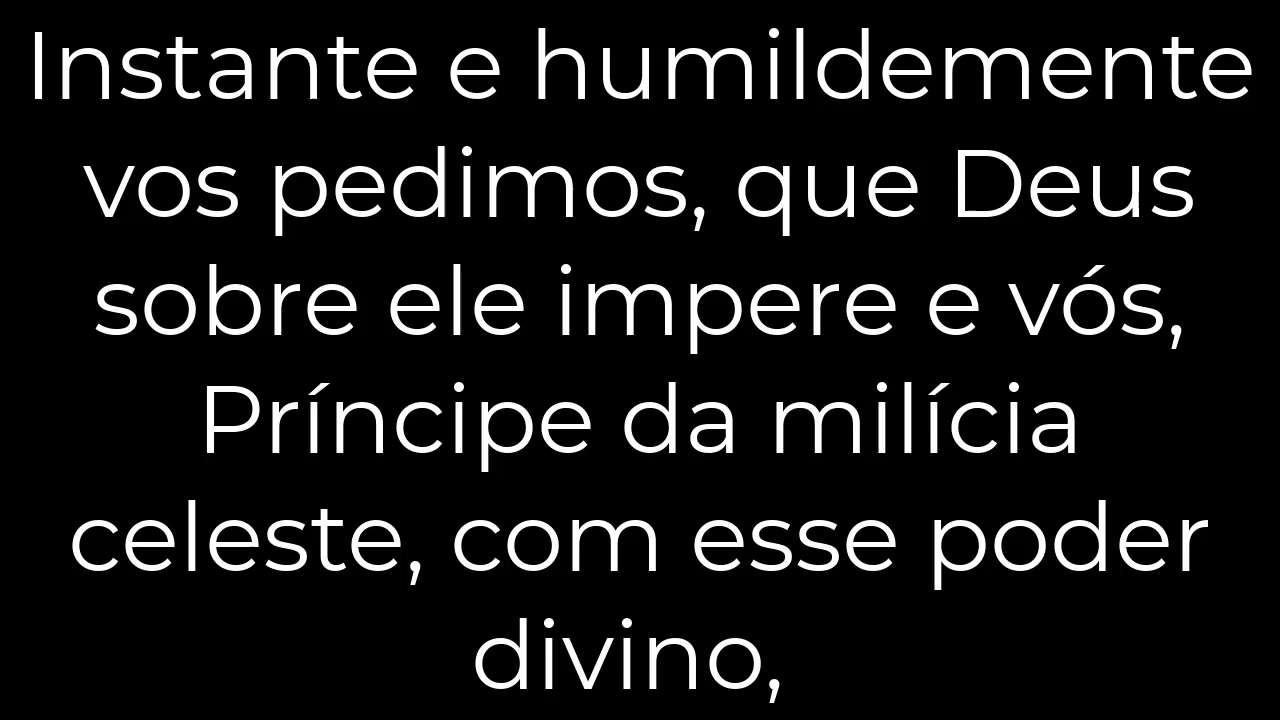 Instante e humildemente
vos pedimos, que Deus
sobre ele impere e vós,
Príncipe da milícia
celeste, com esse poder
divino,